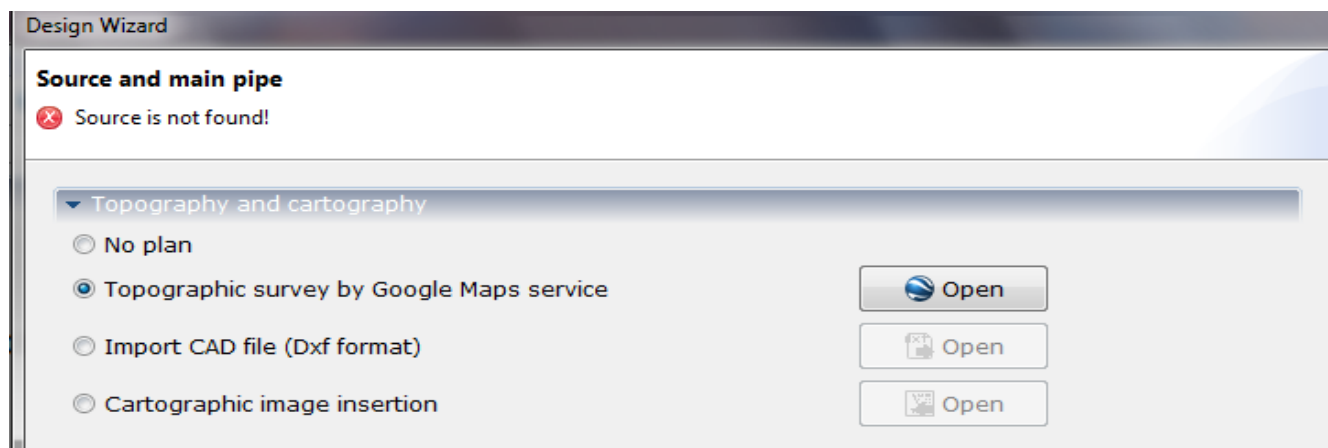 Design Wizard
Source and main pipe
Source is not found!
Topography and cartography
No plan
Topographic survey by Google Maps service Open
Import CAD file (Dxf format) Open
Cartographic image insertion Open